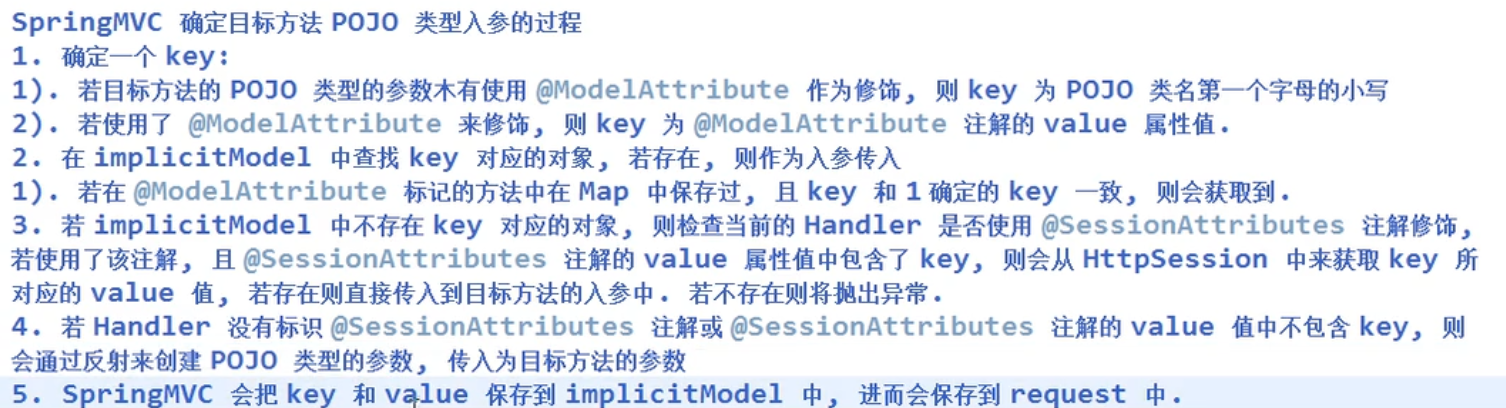 SpringMVC 确定目标方法 POJO 类型入参的过程
1. 确定一个 key:
1). 若目标方法的 POJO 类型的参数木有使用 @ModelAttribute 作为修饰, 则 key 为 POJO 类名第一个字母的小写
2). 若使用了 @ModelAttribute 来修饰, 则 key 为 @ModelAttribute 注解的 value 属性值.
2. 在 implicitModel 中查找 key 对应的对象, 若存在, 则作为入参传入
1). 若在 @ModelAttribute 标记的方法中在 Map 中保存过, 且 key 和 1 确定的 key 一致, 则会获取到.
3. 若 implicitModel 中不存在 key 对应的对象, 则检查当前的 Handler 是否使用 @SessionAttributes 注解修饰,
若使用了该注解, 且 @SessionAttributes 注解的 value 属性值中包含了 key, 则会从 HttpSession 中来获取 key 所
对应的 value 值, 若存在则直接传入到目标方法的入参中. 若不存在则将抛出异常.
4. 若 Handler 没有标识 @SessionAttributes 注解或 @SessionAttributes 注解的 value 值中不包含 key, 则
会通过反射来创建 POJO 类型的参数, 传入为目标方法的参数
5. SpringMVC 会把 key 和 value 保存到 implicitModel 中, 进而会保存到 request 中.